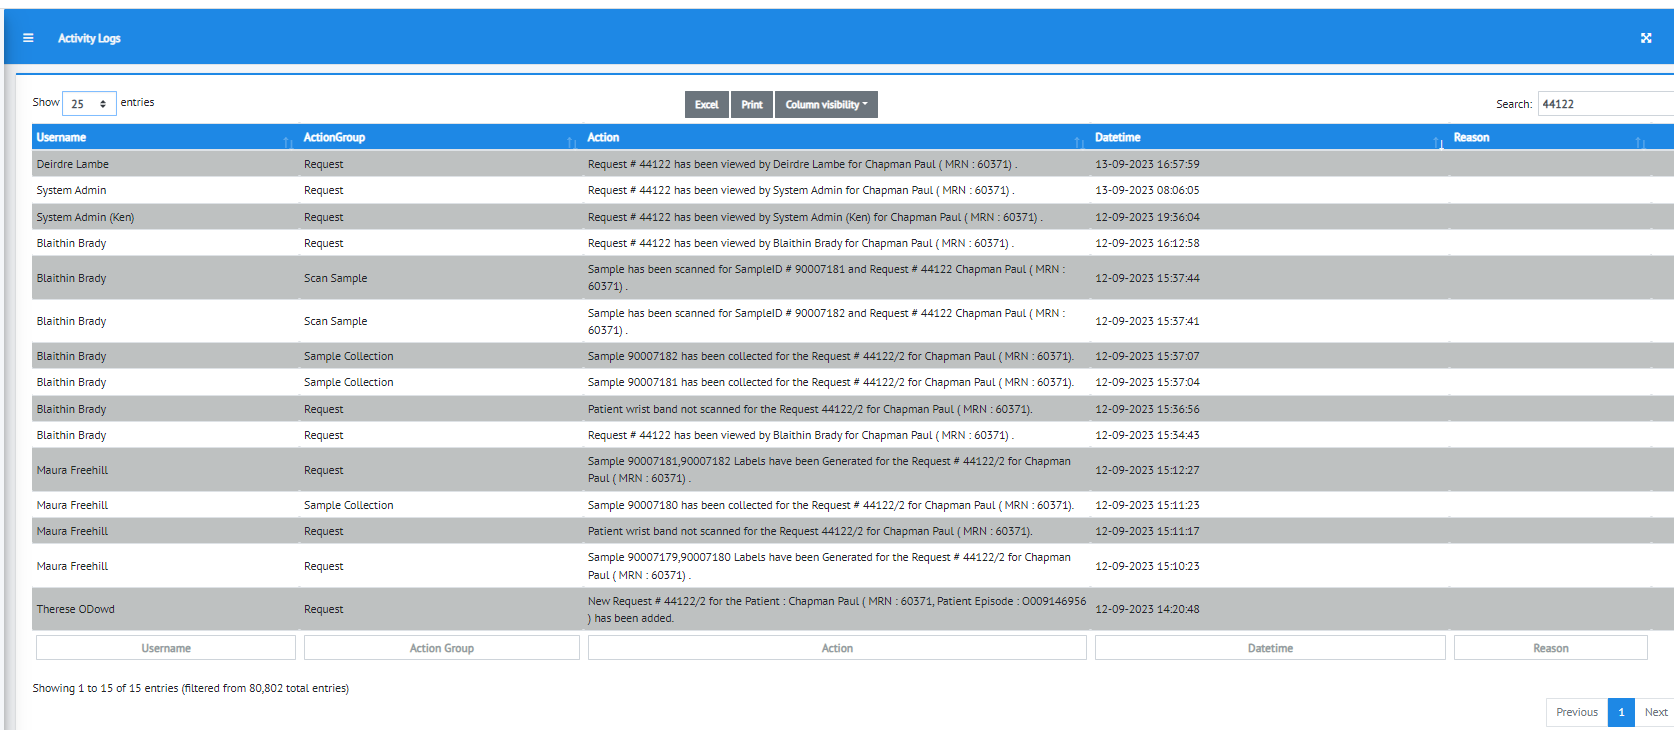 Activity Logs
Show 25 entries
Excel Print Column visibility
Search: 44122
Username ActionGroup Action Datetime Reason
Deirdre Lambe Request Request # 44122 has been viewed by Deirdre Lambe for Chapman Paul ( MRN : 60371) . 13-09-2023 16:57:59
System Admin Request Request # 44122 has been viewed by System Admin for Chapman Paul ( MRN : 60371) . 13-09-2023 08:06:05
System Admin (Ken) Request Request # 44122 has been viewed by System Admin (Ken) for Chapman Paul ( MRN : 60371) . 12-09-2023 19:36:04
Blaithin Brady Request Request # 44122 has been viewed by Blaithin Brady for Chapman Paul ( MRN : 60371) . 12-09-2023 16:12:58
Blaithin Brady Scan Sample Sample has been scanned for SampleID # 90007181 and Request # 44122 Chapman Paul ( MRN :
60371) . 12-09-2023 15:37:44
Blaithin Brady Scan Sample Sample has been scanned for SampleID # 90007182 and Request # 44122 Chapman Paul ( MRN :
60371) . 12-09-2023 15:37:41
Blaithin Brady Sample Collection Sample 90007182 has been collected for the Request # 44122/2 for Chapman Paul ( MRN : 60371). 12-09-2023 15:37:07
Blaithin Brady Sample Collection Sample 90007181 has been collected for the Request # 44122/2 for Chapman Paul ( MRN : 60371). 12-09-2023 15:37:04
Blaithin Brady Request Patient wrist band not scanned for the Request 44122/2 for Chapman Paul ( MRN : 60371). 12-09-2023 15:36:56
Blaithin Brady Request Request # 44122 has been viewed by Blaithin Brady for Chapman Paul ( MRN : 60371) . 12-09-2023 15:34:43
Maura Freehill Request Sample 90007181,90007182 Labels have been Generated for the Request # 44122/2 for Chapman
Paul ( MRN : 60371) . 12-09-2023 15:12:27
Maura Freehill Sample Collection Sample 90007180 has been collected for the Request # 44122/2 for Chapman Paul ( MRN : 60371). 12-09-2023 15:11:23
Maura Freehill Request Patient wrist band not scanned for the Request 44122/2 for Chapman Paul ( MRN : 60371). 12-09-2023 15:11:17
Maura Freehill Request Sample 90007179,90007180 Labels have been Generated for the Request # 44122/2 for Chapman
Paul ( MRN : 60371) . 12-09-2023 15:10:23
Therese ODowd Request New Request # 44122/2 for the Patient : Chapman Paul ( MRN : 60371, Patient Episode : O009146956
) has been added. 12-09-2023 14:20:48
Username Action Group Action Datetime Reason
Showing 1 to 15 of 15 entries (filtered from 80,802 total entries)
Previous 1 Next